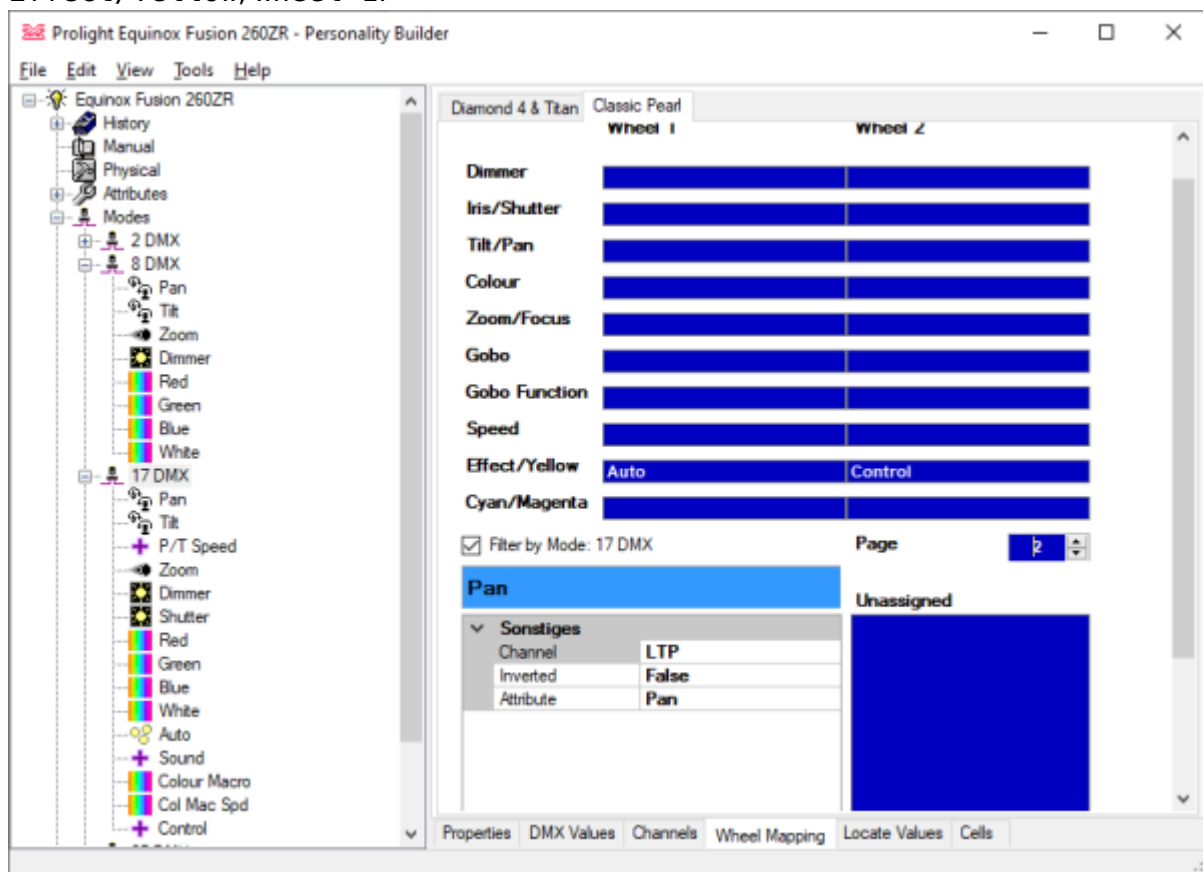 Prolight Equinox Fusion 260ZR - Personality Builder
File Edit View Tools Help
Equinox Fusion 260ZR
History
Manual
Physical
Attributes
Modes
2 DMX
8 DMX
Pan
Tilt
Zoom
Dimmer
Red
Green
Blue
White
17 DMX
Pan
Tilt
P/T Speed
Zoom
Dimmer
Shutter
Red
Green
Blue
White
Auto
Sound
Colour Macro
Col Mac Spd
Control
Diamond 4 & Titan Classic Pearl
Wheel 1 Wheel 2
Dimmer
Iris/Shutter
Tilt/Pan
Colour
Zoom/Focus
Gobo
Gobo Function
Speed
Effect/Yellow Auto Control
Cyan/Magenta
Filter by Mode: 17 DMX Page 2
Pan
Unassigned
Sonstiges
Channel LTP
Inverted False
Attribute Pan
Properties DMX Values Channels Wheel Mapping Locate Values Cells